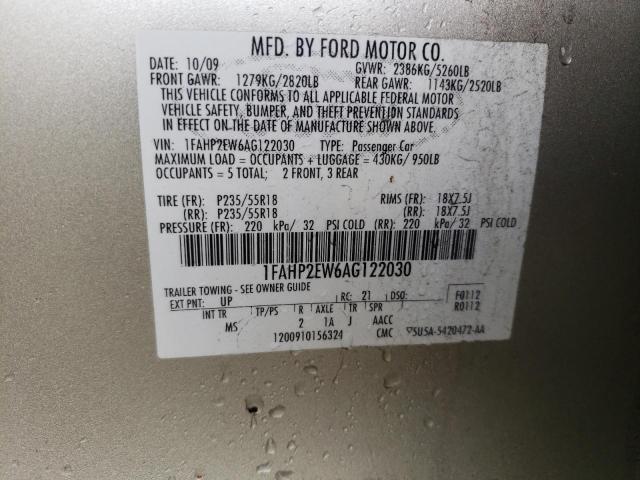 MFD. BY FORD MOTOR CO.
DATE: 10/09 GVWR: 2386KG/5260LB
FRONT GAWR: 1279KG/2820LB REAR GAWR: 1143KG/2520LB
THIS VEHICLE CONFORMS TO ALL APPLICABLE FEDERAL MOTOR
VEHICLE SAFETY, BUMPER, AND THEFT PREVENTION STANDARDS
IN EFFECT ON THE DATE OF MANUFACTURE SHOWN ABOVE.
VIN: 1FAHP2EW6AG122030 TYPE: Passenger Car
MAXIMUM LOAD = OCCUPANTS + LUGGAGE = 430KG/ 950LB
OCCUPANTS = 5 TOTAL; 2 FRONT, 3 REAR
TIRE (FR): P235/55R18 RIMS (FR): 18X7.5J
(RR): P235/55R18 (RR): 18X7.5J
PRESSURE (FR): 220 kPa/ 32 PSI COLD (RR): 220 kPa/ 32 PSI COLD
1FAHP2EW6AG122030
TRAILER TOWING - SEE OWNER GUIDE
EXT PNT: UP RC: 21 DSO: F0112
INT TR TP/PS R AXLE TR SPR R0112
MS 2 1A J AACC
1200910156324 CMC 5U5A-5420472-AA